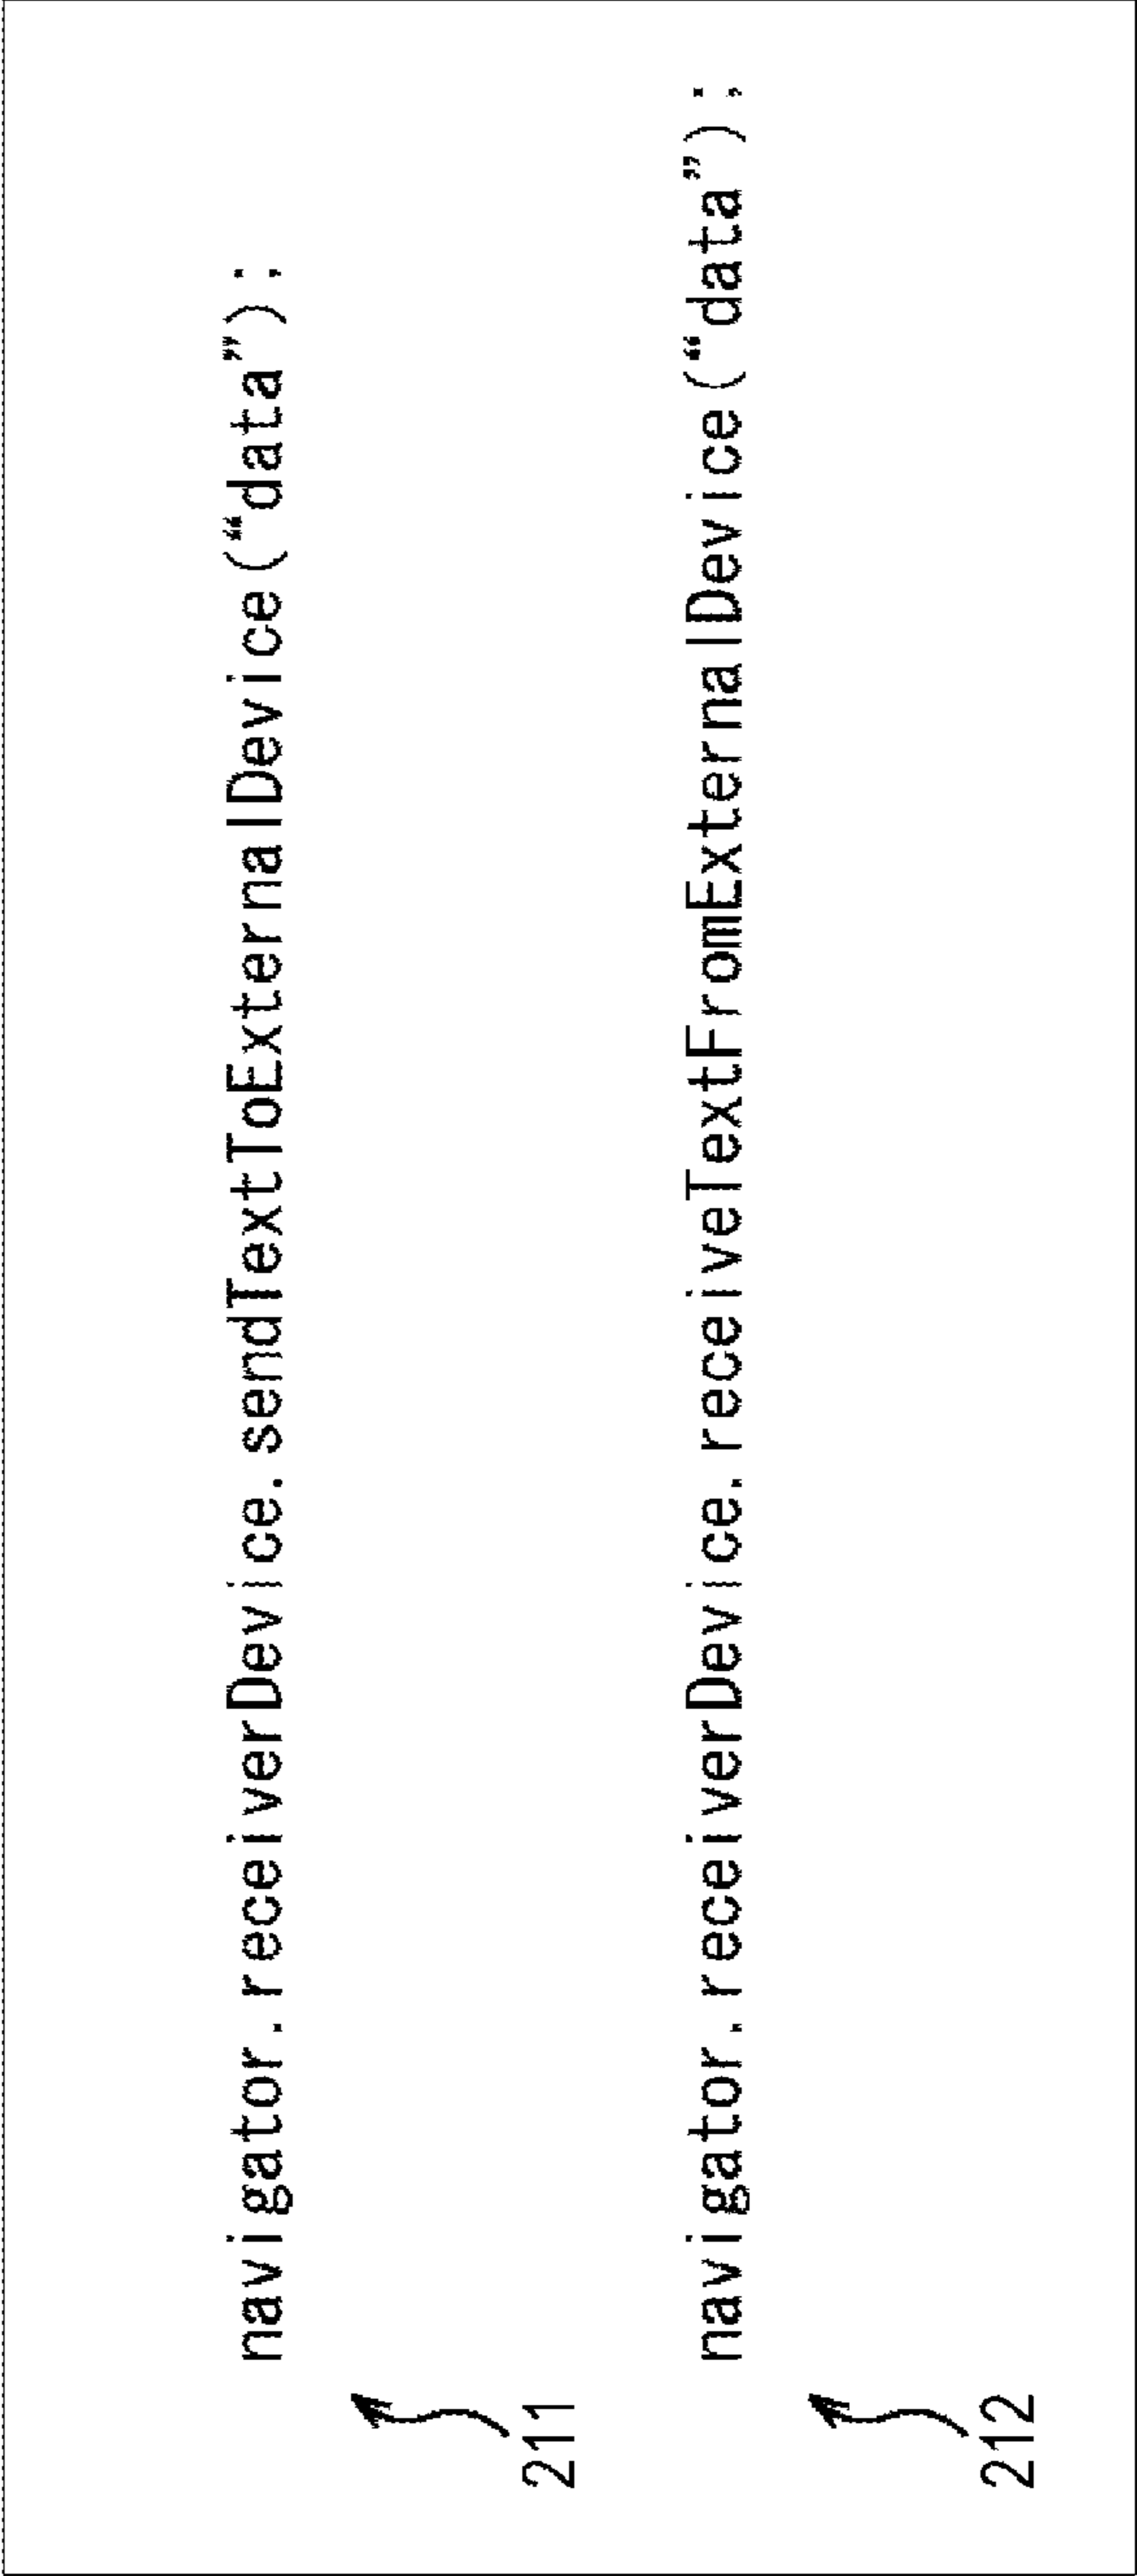 navigator.receiverDevice.sendTextToExternalDevice(“data”);
211
navigator.receiverDevice.receiveTextFromExternalDevice(“data”);
212